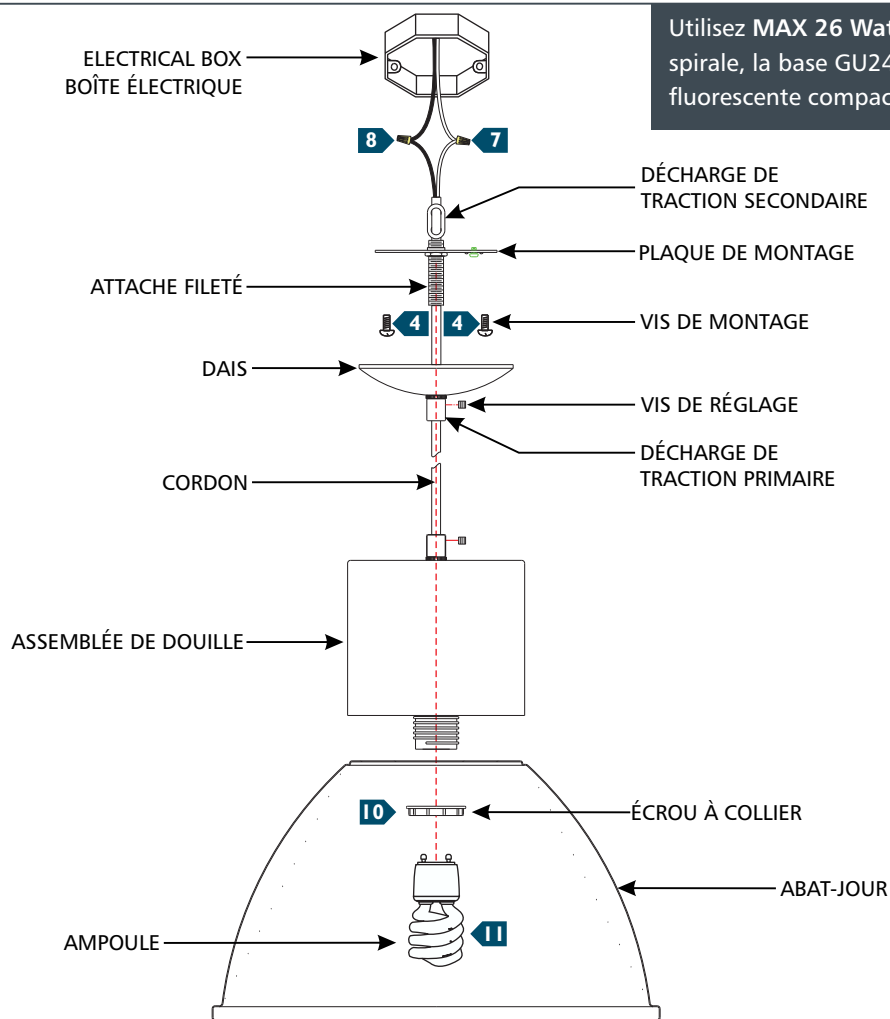 Utilisez MAX 26 Wat
spirale, la base GU24
fluorescente compac
ELECTRICAL BOX
BOÎTE ÉLECTRIQUE
8
7
DÉCHARGE DE
TRACTION SECONDAIRE
PLAQUE DE MONTAGE
ATTACHE FILETÉ
4
4
VIS DE MONTAGE
DAIS
VIS DE RÉGLAGE
DÉCHARGE DE
TRACTION PRIMAIRE
CORDON
ASSEMBLÉE DE DOUILLE
10
ÉCROU À COLLIER
ABAT-JOUR
11
AMPOULE